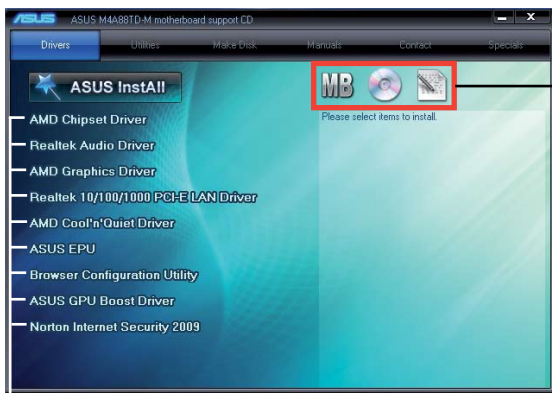 ASUS ASUS M4A88TD-M motherboard support CD
Drivers Utilities Make Disk Manuals Contact Specials
ASUS InstAll
MB
Please select items to install.
AMD Chipset Driver
Realtek Audio Driver
AMD Graphics Driver
Realtek 10/100/1000 PCI-E LAN Driver
AMD Cool'n'Quiet Driver
ASUS EPU
Browser Configuration Utility
ASUS GPU Boost Driver
Norton Internet Security 2009